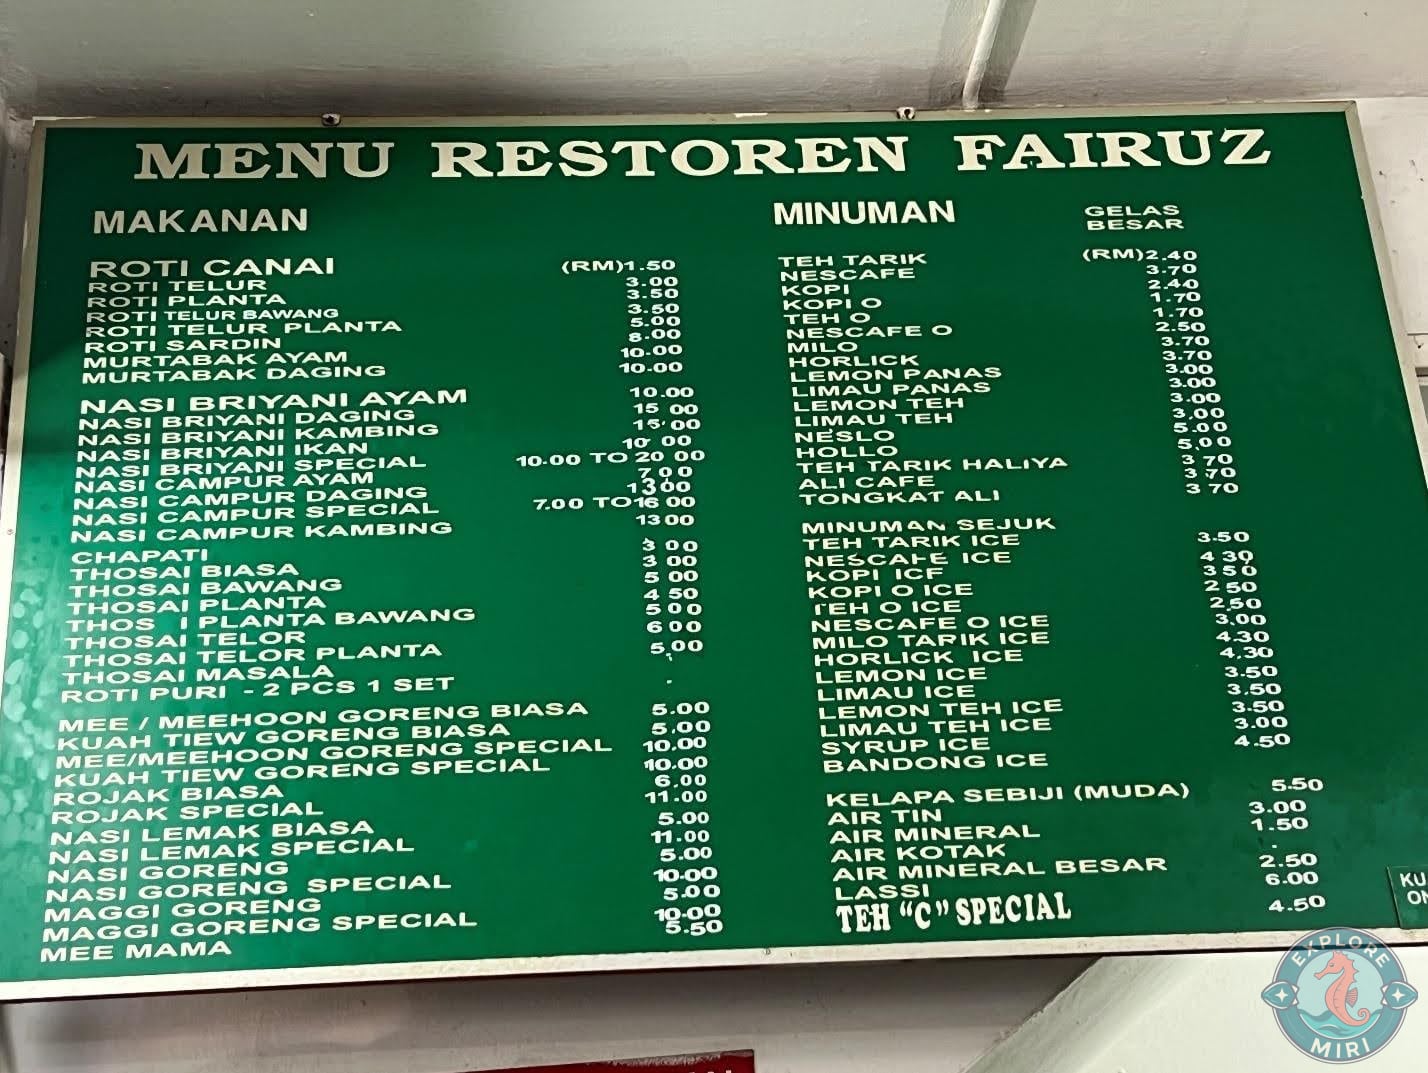 MENU RESTOREN FAIRUZ
MAKANAN
ROTI CANAI (RM)1.50
ROTI TELUR 3.00
ROTI PLANTA 3.50
ROTI TELUR BAWANG 3.50
ROTI TELUR PLANTA 5.00
ROTI SARDIN 8.00
MURTABAK AYAM 10.00
MURTABAK DAGING 10.00
NASI BRIYANI AYAM 10.00
NASI BRIYANI DAGING 15 00
NASI BRIYANI KAMBING 15.00
NASI BRIYANI IKAN 10 00
NASI BRIYANI SPECIAL 10.00 TO 20 00
NASI CAMPUR AYAM 7 00
NASI CAMPUR DAGING 13 00
NASI CAMPUR SPECIAL 7.00 TO 16 00
NASI CAMPUR KAMBING 13 00
CHAPATI 3 00
THOSAI BIASA 3 00
THOSAI BAWANG 5 00
THOSAI PLANTA 4 50
THOS I PLANTA BAWANG 5 00
THOSAI TELOR 6 00
THOSAI TELOR PLANTA 5,00
THOSAI MASALA
ROTI PURI - 2 PCS 1 SET
MEE / MEEHOON GORENG BIASA 5.00
KUAH TIEW GORENG BIASA 5.00
MEE/MEEHOON GORENG SPECIAL 10.00
KUAH TIEW GORENG SPECIAL 10.00
ROJAK BIASA 6.00
ROJAK SPECIAL 11.00
NASI LEMAK BIASA 5.00
NASI LEMAK SPECIAL 11.00
NASI GORENG 5.00
NASI GORENG SPECIAL 10.00
MAGGI GORENG 5.00
MAGGI GORENG SPECIAL 10.00
MEE MAMA 5.50
MINUMAN GELAS BESAR
TEH TARIK (RM)2.40
NESCAFE 3.70
KOPI 2.40
KOPI O 1.70
TEH O 1.70
NESCAFE O 2.50
MILO 3.70
HORLICK 3.70
LEMON PANAS 3.00
LIMAU PANAS 3.00
LEMON TEH 3.00
LIMAU TEH 3.00
NESLO 5.00
HOLLO 5,00
TEH TARIK HALIYA 3 70
ALI CAFE 3 70
TONGKAT ALI 3 70
MINUMAN SEJUK
TEH TARIK ICE 3.50
NESCAFE ICE 4 30
KOPI ICE 3 50
KOPI O ICE 2 50
TEH O ICE 2,50
NESCAFE O ICE 3,00
MILO TARIK ICE 4.30
HORLICK ICE 4,30
LEMON ICE 3.50
LIMAU ICE 3.50
LEMON TEH ICE 3.50
LIMAU TEH ICE 3.00
SYRUP ICE 4.50
BANDONG ICE
KELAPA SEBIJI (MUDA) 5.50
AIR TIN 3.00
AIR MINERAL 1.50
AIR KOTAK
AIR MINERAL BESAR 2.50
LASSI 6.00
TEH "C" SPECIAL 4.50
EXPLORE
MIRI